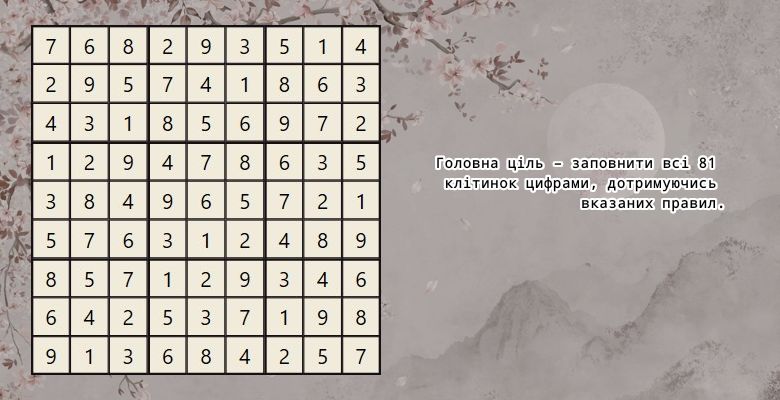 7 6 8 2 9 3 5 1 4
2 9 5 7 4 1 8 6 3
4 3 1 8 5 6 9 7 2
1 2 9 4 7 8 6 3 5
3 8 4 9 6 5 7 2 1
5 7 6 3 1 2 4 8 9
8 5 7 1 2 9 3 4 6
6 4 2 5 3 7 1 9 8
9 1 3 6 8 4 2 5 7
Головна ціль – заповнити всі 81
клітинок цифрами, дотримуючись
вказаних правил.